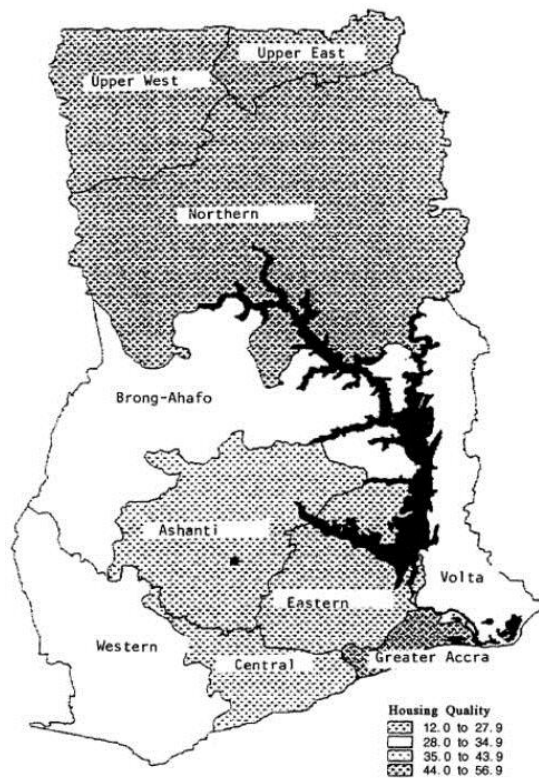 Upper East
Upper West
Northern
Brong-Ahafo
Ashanti
Volta
Eastern
Western
Central
Greater Accra
Housing Quality
12.0 to 27.9
28.0 to 34.9
35.0 to 43.9
44.0 to 56.9